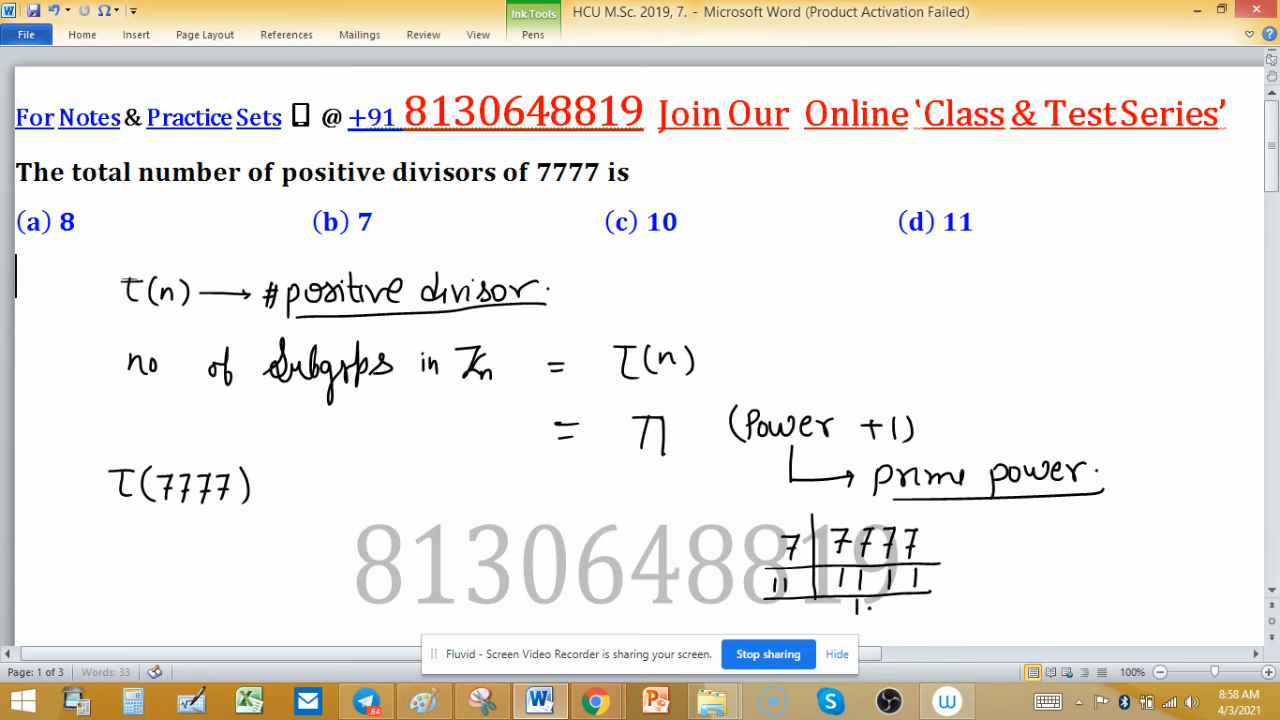 Ink Tools
HCU M.Sc. 2019, 7. - Microsoft Word (Product Activation Failed)
File Home Insert Page Layout References Mailings Review View Pens
For Notes & Practice Sets @ +91 8130648819 Join Our Online 'Class & Test Series'
The total number of positive divisors of 7777 is
(a) 8 (b) 7 (c) 10 (d) 11
τ(n) → # positive divisor.
no of Subgrps in Zn = τ(n)
= π (Power +1)
→ prime power.
τ(7777)
8130648819
7 | 7777
11 | 1111
1.
Fluvid - Screen Video Recorder is sharing your screen. Stop sharing Hide
Page: 1 of 3 Words: 33 100%
8:58 AM
4/3/2021